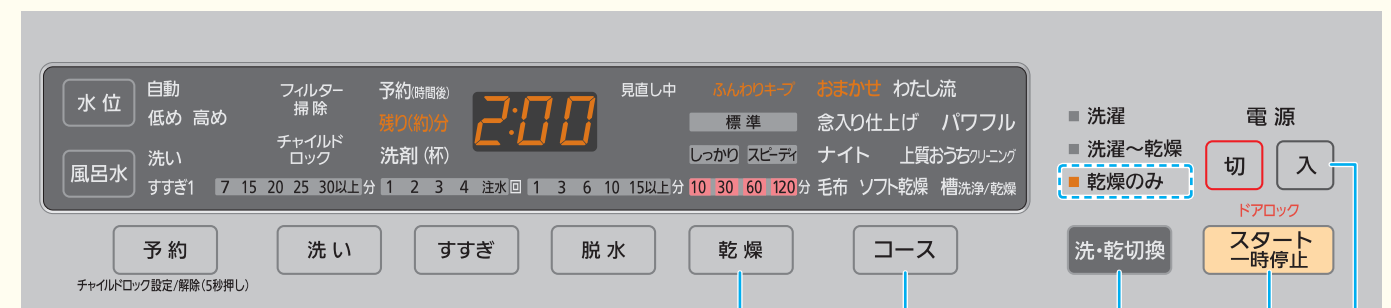 水位
自動
低め 高め
風呂水
洗い
すすぎ1
フィルター
掃除
チャイルド
ロック
予約(時間後)
残り(約)分
洗剤(杯)
2:00
見直し中
ふんわりキープ
標準
しっかり スピーディ
おまかせ わたし流
念入り仕上げ パワフル
ナイト 上質おうちクリーニング
7 15 20 25 30以上分 1 2 3 4 注水回 1 3 6 10 15以上分 10 30 60 120分 毛布 ソフト乾燥 槽洗浄/乾燥
洗濯
洗濯～乾燥
乾燥のみ
電源
切 入
ドアロック
予約
洗い
すすぎ
脱水
乾燥
コース
洗・乾切換
スタート
一時停止
チャイルドロック設定/解除(5秒押し)